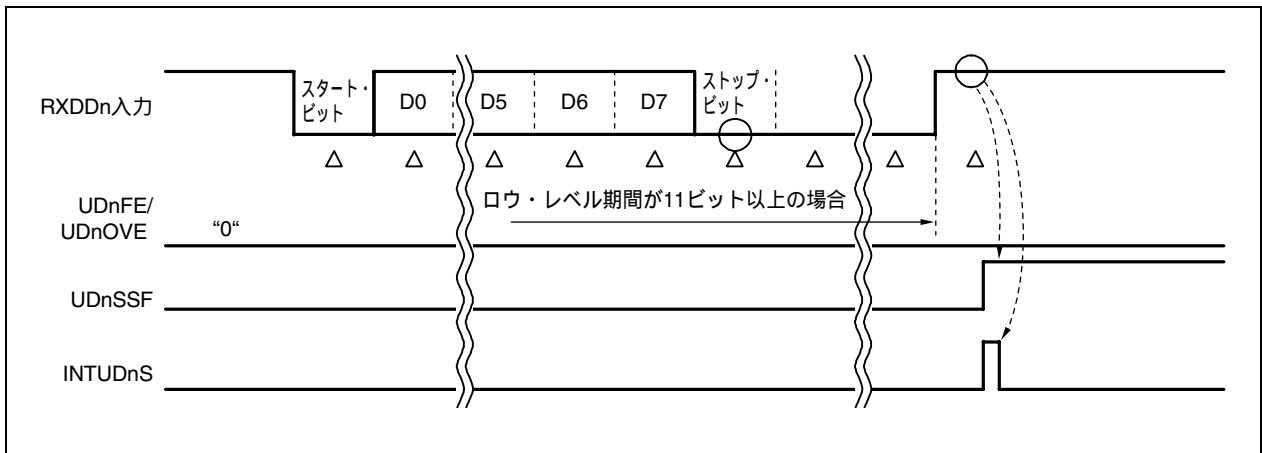 RXDDn入力
スタート・
ビット
D0
D5
D6
D7
ストップ・
ビット
ロウ・レベル期間が11ビット以上の場合
UDnFE/
UDnOVE
“0“
UDnSSF
INTUDnS